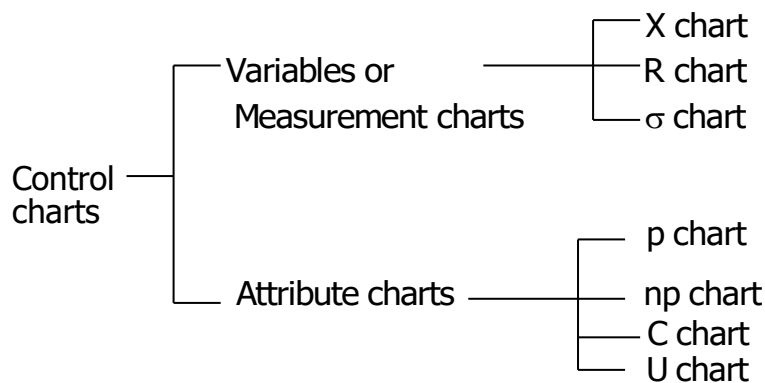 Control
charts
Variables or
Measurement charts
X chart
R chart
σ chart
Attribute charts
p chart
np chart
C chart
U chart